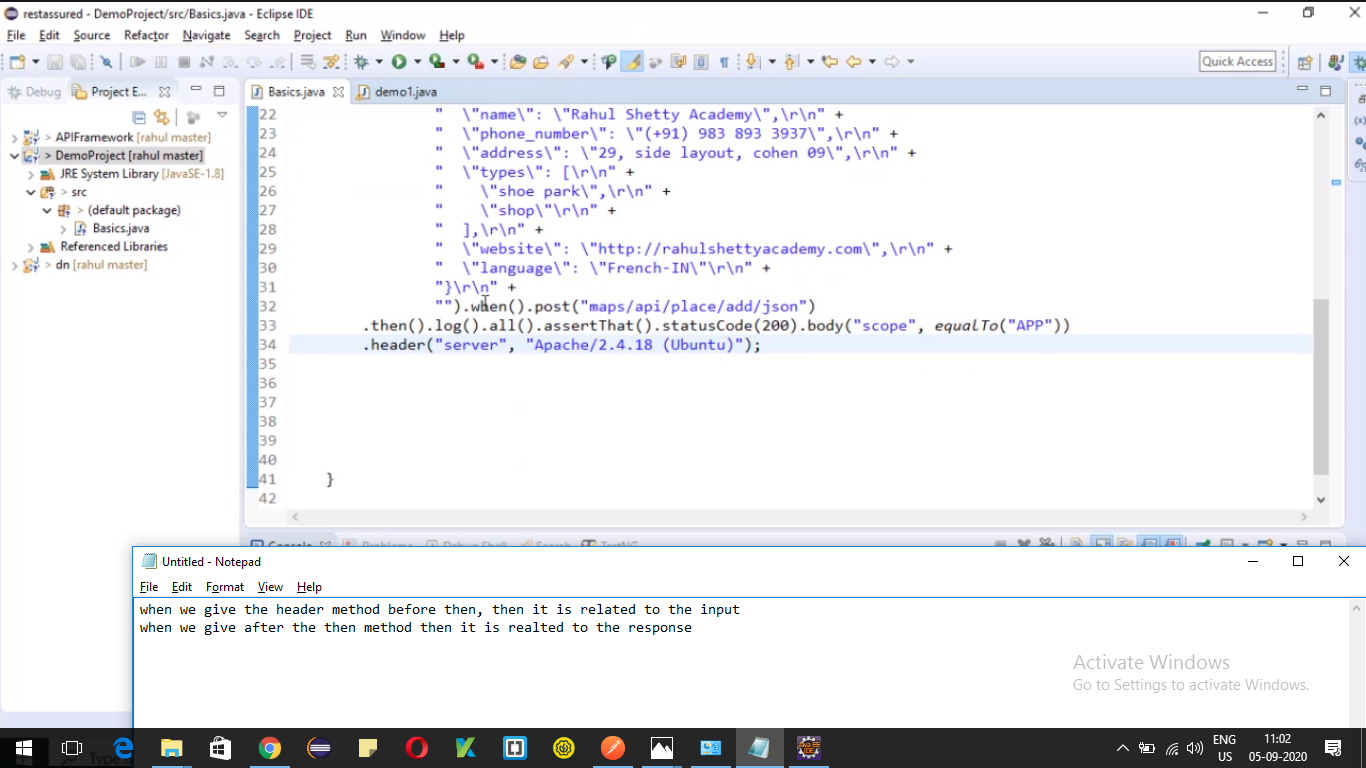 restassured - DemoProject/src/Basics.java - Eclipse IDE
File Edit Source Refactor Navigate Search Project Run Window Help
Quick Access
Debug Project E... Basics.java demo1.java
> APIFramework [rahul master]
> DemoProject [rahul master]
JRE System Library [JavaSE-1.8]
> src
> (default package)
> Basics.java
Referenced Libraries
> dn [rahul master]
22 " \"name\": \"Rahul Shetty Academy\",\r\n" +
23 " \"phone_number\": \"(+91) 983 893 3937\",\r\n" +
24 " \"address\": \"29, side layout, cohen 09\",\r\n" +
25 " \"types\": [\r\n" +
26 " \"shoe park\",\r\n" +
27 " \"shop\"\r\n" +
28 " ],\r\n" +
29 " \"website\": \"http://rahulshettyacademy.com\",\r\n" +
30 " \"language\": \"French-IN\"\r\n" +
31 "}\r\n" +
32 "").when().post("maps/api/place/add/json")
33 .then().log().all().assertThat().statusCode(200).body("scope", equalTo("APP"))
34 .header("server", "Apache/2.4.18 (Ubuntu)");
35
36
37
38
39
40
41 }
42
Console Problems Debug Shell Search TestNG
Untitled - Notepad
File Edit Format View Help
when we give the header method before then, then it is related to the input
when we give after the then method then it is realted to the response
Activate Windows
Go to Settings to activate Windows.
ENG
US
11:02
05-09-2020